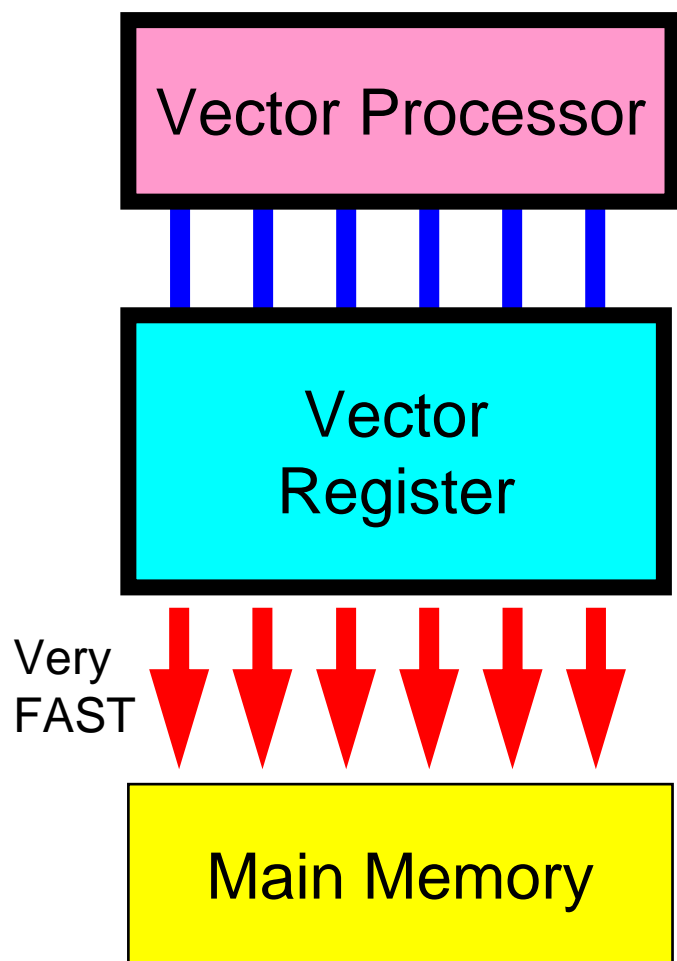 Vector Processor
Vector
Register
Very
FAST
Main Memory